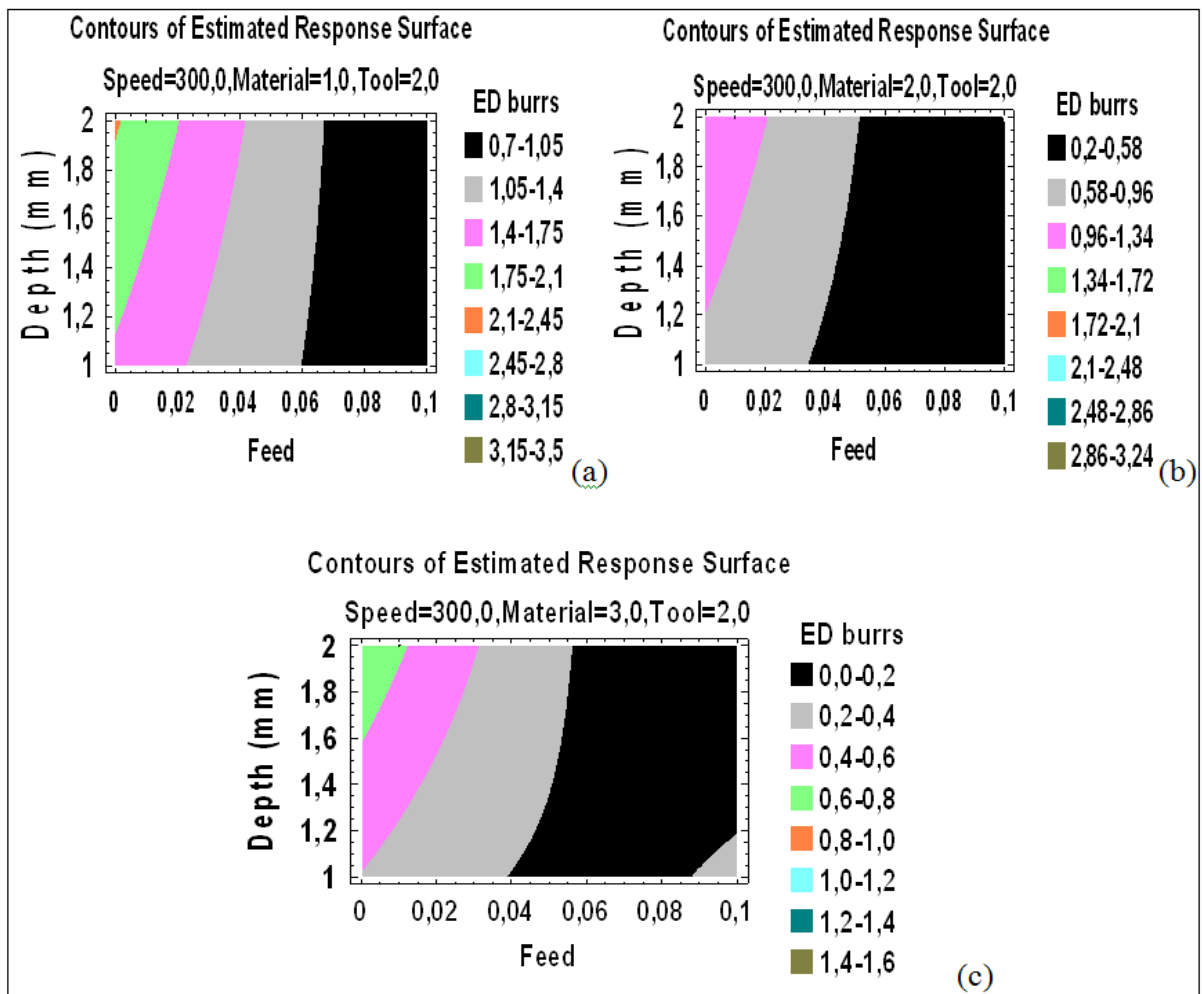 Contours of Estimated Response Surface
Speed=300,0,Material=1,0,Tool=2,0
ED burrs
0,7-1,05
1,05-1,4
1,4-1,75
1,75-2,1
2,1-2,45
2,45-2,8
2,8-3,15
3,15-3,5
Depth (mm)
2
1,8
1,6
1,4
1,2
1
0 0,02 0,04 0,06 0,08 0,1
Feed
(a)
Contours of Estimated Response Surface
Speed=300,0,Material=2,0,Tool=2,0
ED burrs
0,2-0,58
0,58-0,96
0,96-1,34
1,34-1,72
1,72-2,1
2,1-2,48
2,48-2,86
2,86-3,24
Depth (mm)
2
1,8
1,6
1,4
1,2
1
0 0,02 0,04 0,06 0,08 0,1
Feed
(b)
Contours of Estimated Response Surface
Speed=300,0,Material=3,0,Tool=2,0
ED burrs
0,0-0,2
0,2-0,4
0,4-0,6
0,6-0,8
0,8-1,0
1,0-1,2
1,2-1,4
1,4-1,6
Depth (mm)
2
1,8
1,6
1,4
1,2
1
0 0,02 0,04 0,06 0,08 0,1
Feed
(c)